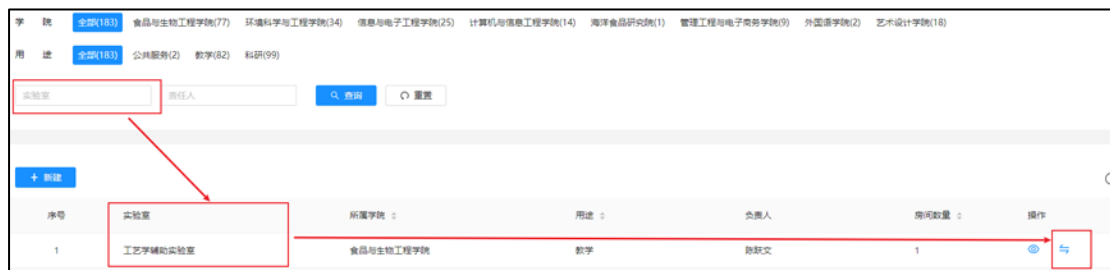 学 院 全部(183) 食品与生物工程学院(77) 环境科学与工程学院(34) 信息与电子工程学院(25) 计算机与信息工程学院(14) 海洋食品研究院(1) 管理工程与电子商务学院(9) 外国语学院(2) 艺术设计学院(18)
用 途 全部(183) 公共服务(2) 教学(82) 科研(99)
实验室 责任人 查询 重置
+ 新建
序号 实验室 所属学院 用途 负责人 房间数量 操作
1 工艺学辅助实验室 食品与生物工程学院 教学 陈跃文 1